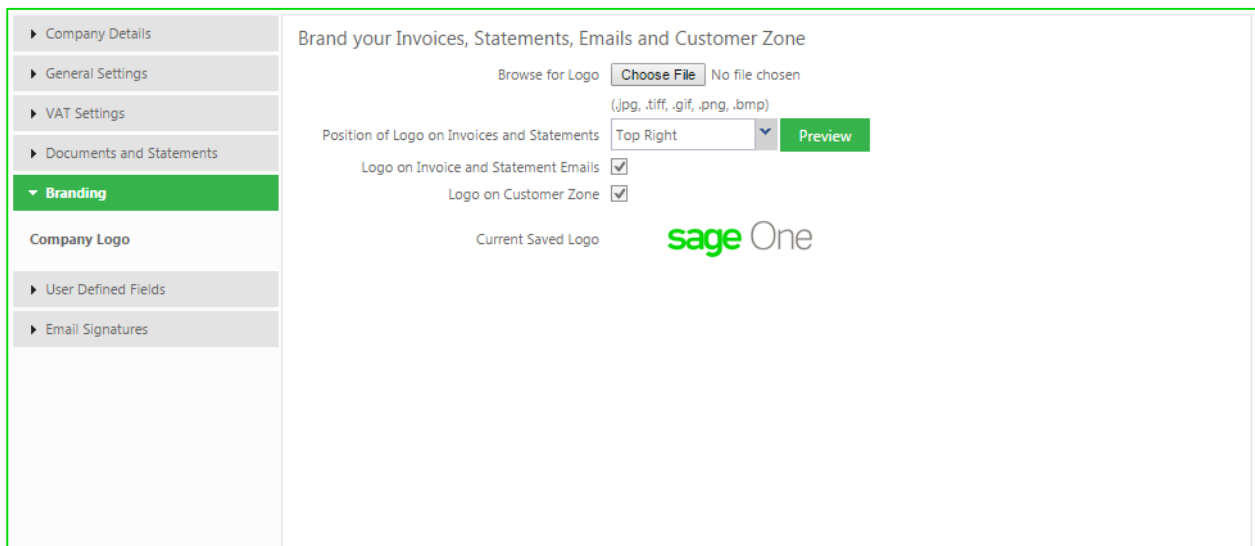 Company Details
General Settings
VAT Settings
Documents and Statements
Branding
Company Logo
User Defined Fields
Email Signatures
Brand your Invoices, Statements, Emails and Customer Zone
Browse for Logo Choose File No file chosen
(.jpg, .tiff, .gif, .png, .bmp)
Position of Logo on Invoices and Statements Top Right Preview
Logo on Invoice and Statement Emails
Logo on Customer Zone
Current Saved Logo sage One